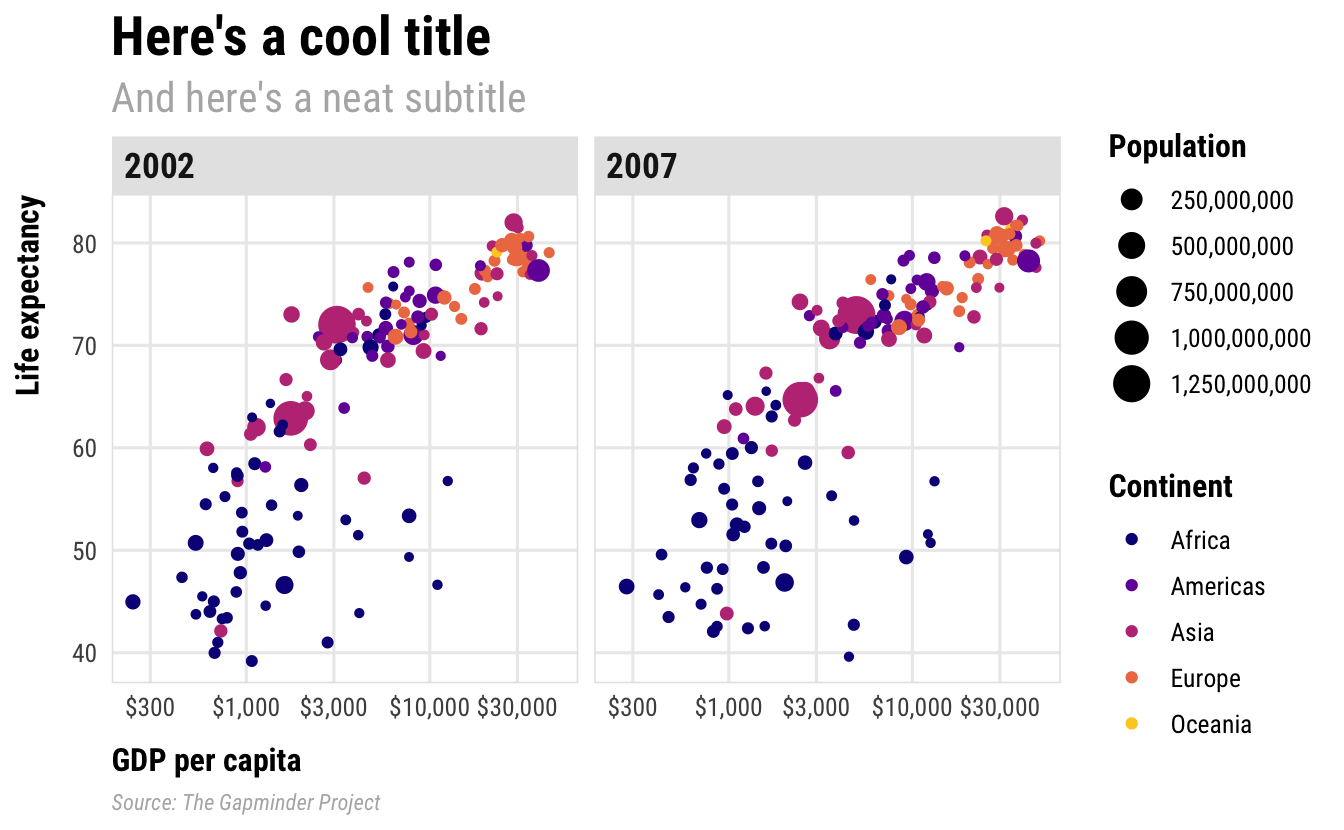 Here's a cool title
And here's a neat subtitle
2002
2007
Life expectancy
80
70
60
50
40
$300 $1,000 $3,000 $10,000 $30,000
$300 $1,000 $3,000 $10,000 $30,000
GDP per capita
Source: The Gapminder Project
Population
250,000,000
500,000,000
750,000,000
1,000,000,000
1,250,000,000
Continent
Africa
Americas
Asia
Europe
Oceania